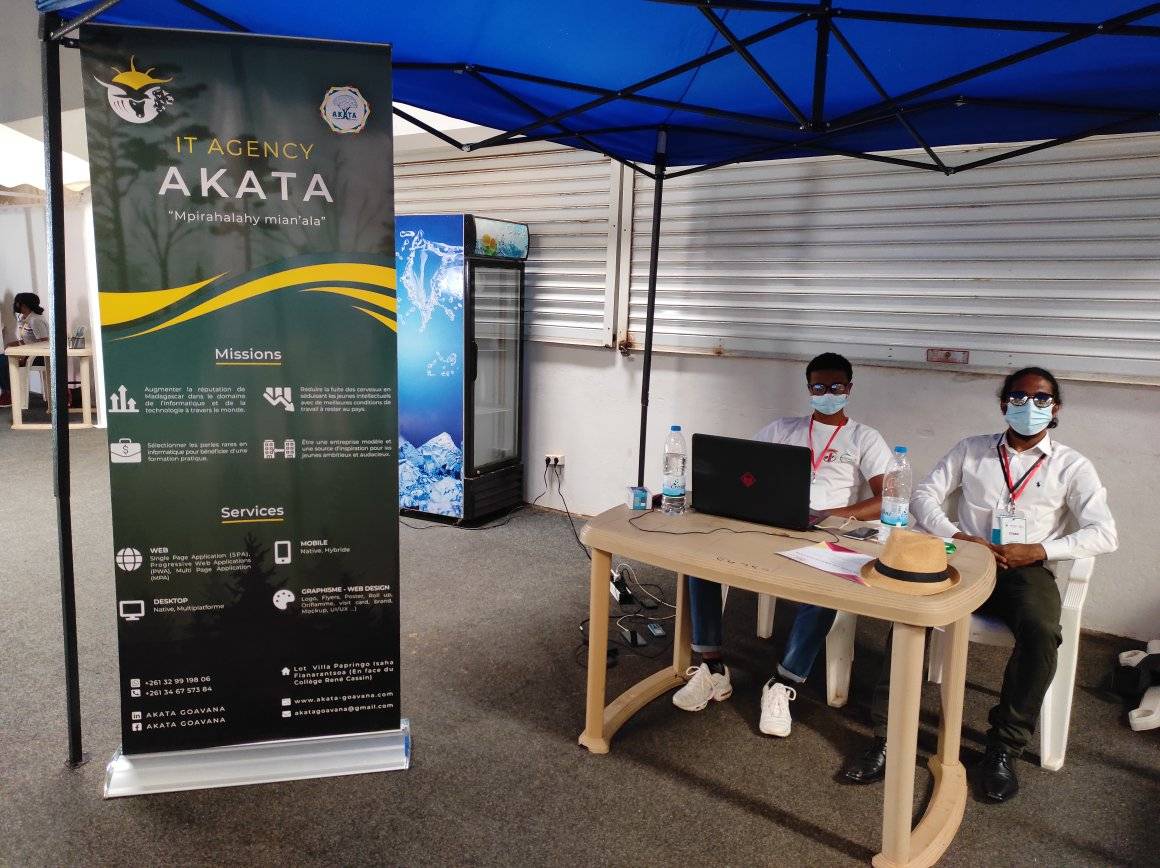 AKATA
IT AGENCY
AKATA
"Mpirahalahy mian'ala"
Missions
Augmenter la réputation de
Madagascar dans le domaine
de l'informatique et de la
technologie à travers le monde.
Réduire la fuite des cerveaux en
séduisant les jeunes intellectuels
avec de meilleures conditions de
travail à rester au pays.
Sélectionner les perles rares en
informatique pour bénéficier d'une
formation pratique.
Être une entreprise modèle et
une source d'inspiration pour les
jeunes ambitieux et audacieux.
Services
WEB
Single Page Application (SPA),
Progressive Web Applications
(PWA), Multi Page Application
(MPA)
MOBILE
Native, Hybride
DESKTOP
Native, Multiplatforme
GRAPHISME - WEB DESIGN
Logo, Flyers, Poster, Roll up,
Oriflamme, visit card, brand,
Mockup, UI/UX ...)
+261 32 99 198 06
+261 34 67 573 84
AKATA GOAVANA
AKATA GOAVANA
Lot Villa Papringo Isaha
Fianarantsoa (En face du
Collège René Cassin)
www.akata-goavana.com
akatagoavana@gmail.com